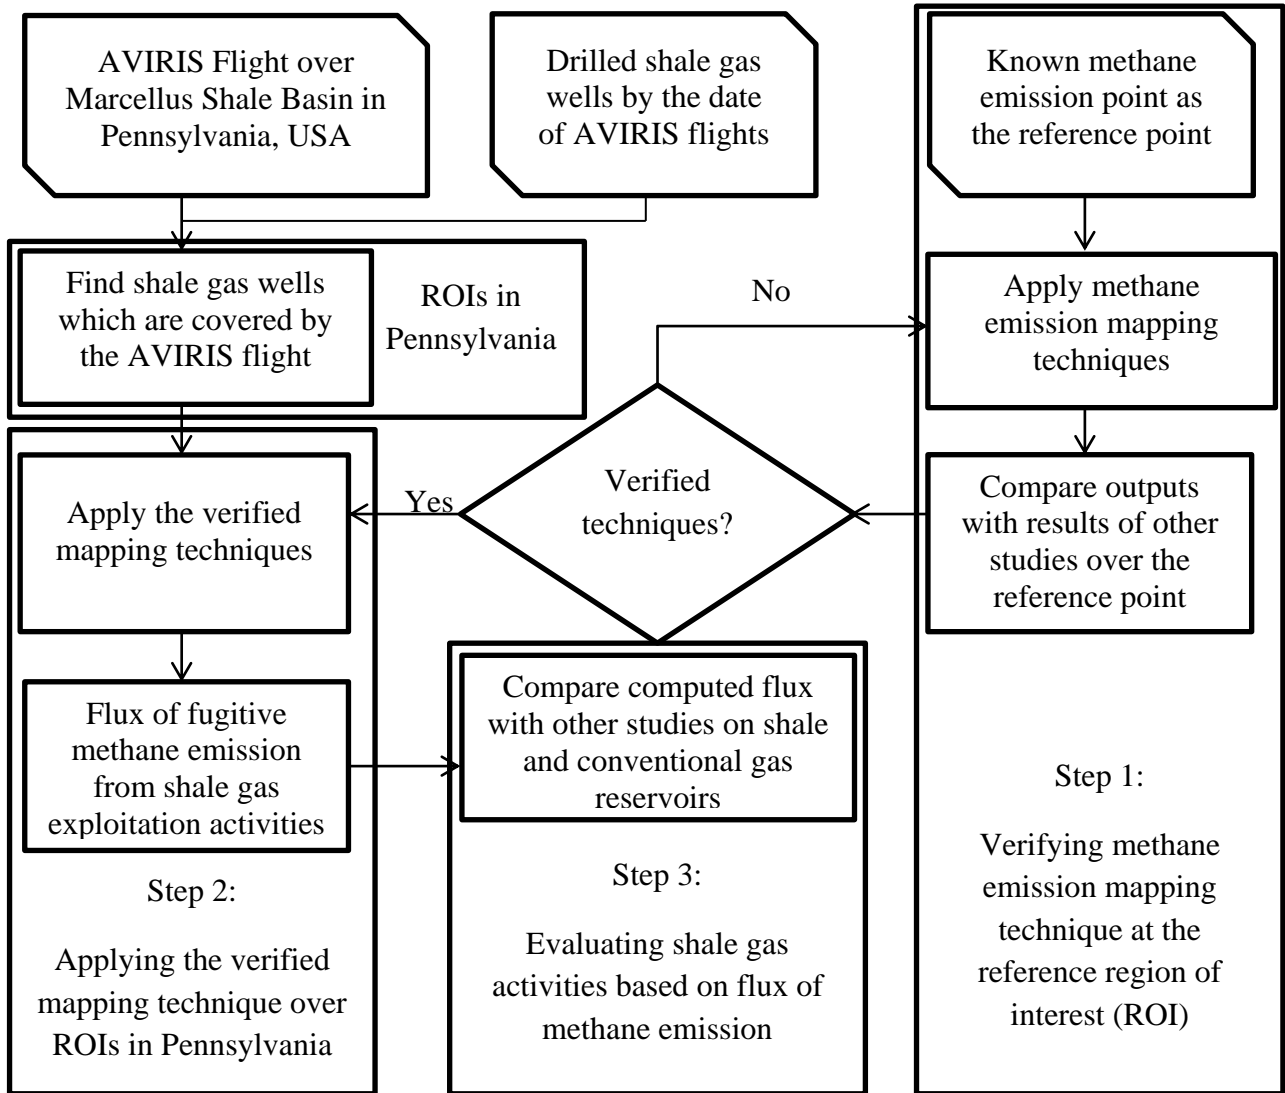 AVIRIS Flight over
Marcellus Shale Basin in
Pennsylvania, USA
Drilled shale gas
wells by the date
of AVIRIS flights
Known methane
emission point as
the reference point
Find shale gas wells
which are covered by
the AVIRIS flight
ROIs in
Pennsylvania
No
Apply methane
emission mapping
techniques
Apply the verified
mapping techniques
Yes
Verified
techniques?
Compare outputs
with results of other
studies over the
reference point
Flux of fugitive
methane emission
from shale gas
exploitation activities
Compare computed flux
with other studies on shale
and conventional gas
reservoirs
Step 1:
Verifying methane
emission mapping
technique at the
reference region of
interest (ROI)
Step 2:
Applying the verified
mapping technique over
ROIs in Pennsylvania
Step 3:
Evaluating shale gas
activities based on flux of
methane emission